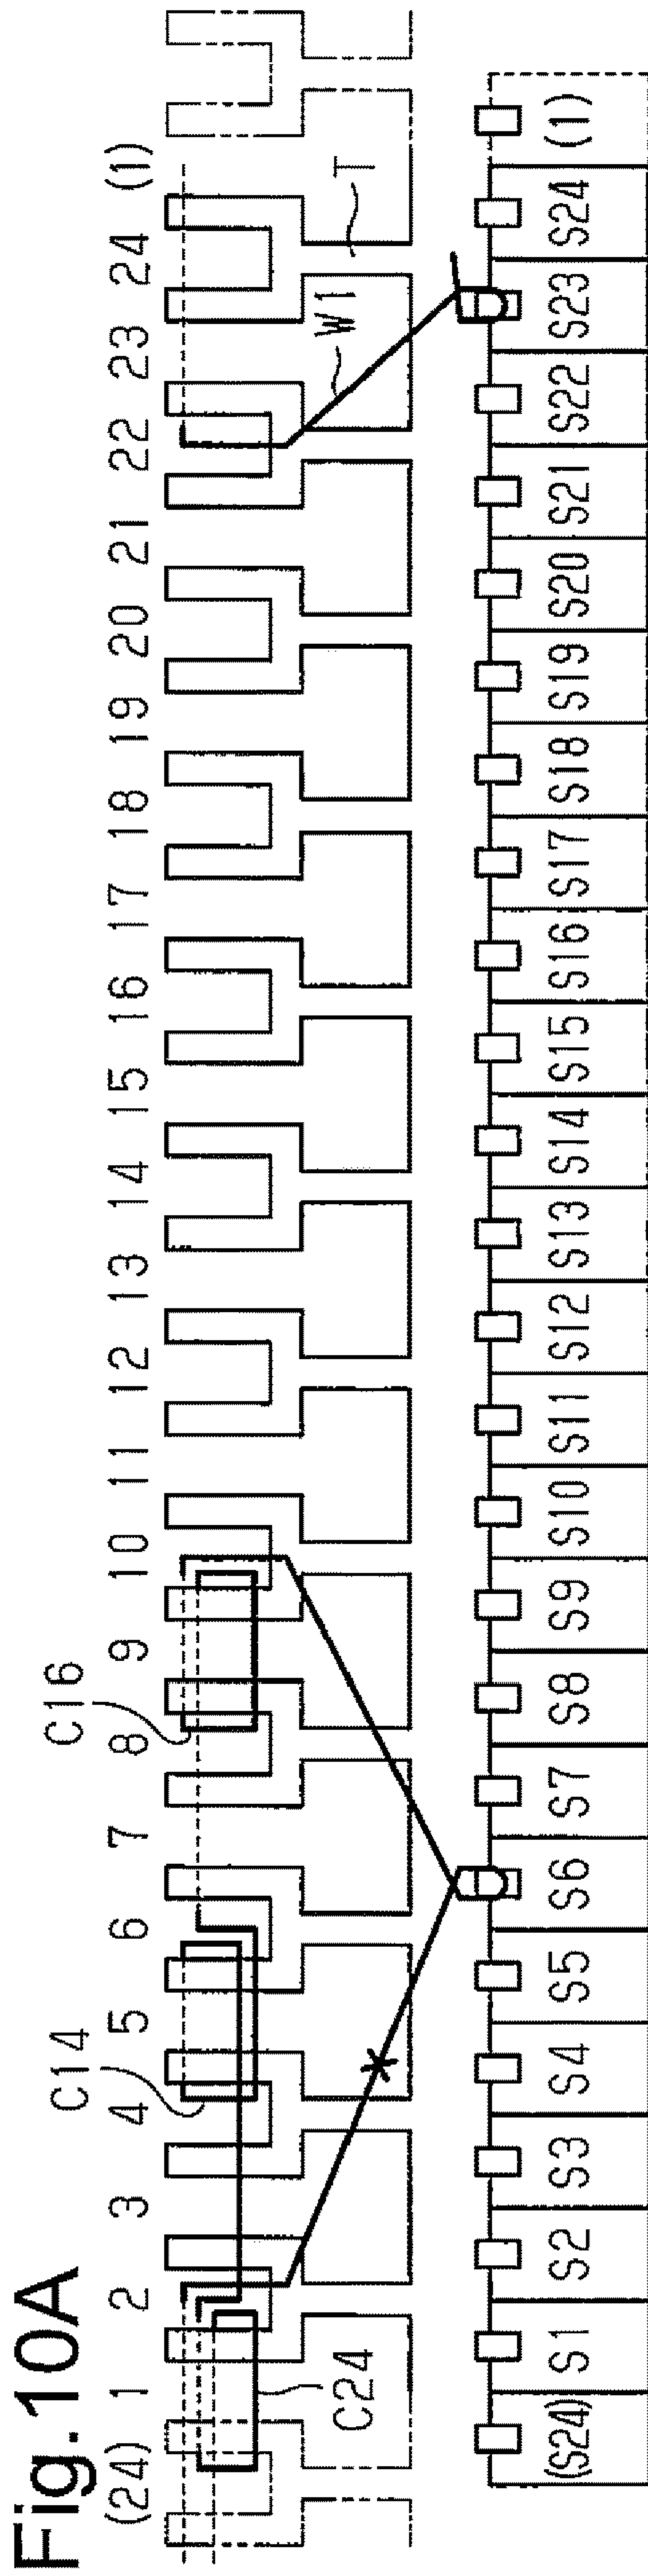 Fig.10A
(24) 1 2 3 4 5 6 7 8 9 10 11 12 13 14 15 16 17 18 19 20 21 22 23 24 (1)
C14
C16
C24
W1
T
(S24) S1 S2 S3 S4 S5 S6 S7 S8 S9 S10 S11 S12 S13 S14 S15 S16 S17 S18 S19 S20 S21 S22 S23 S24 (1)